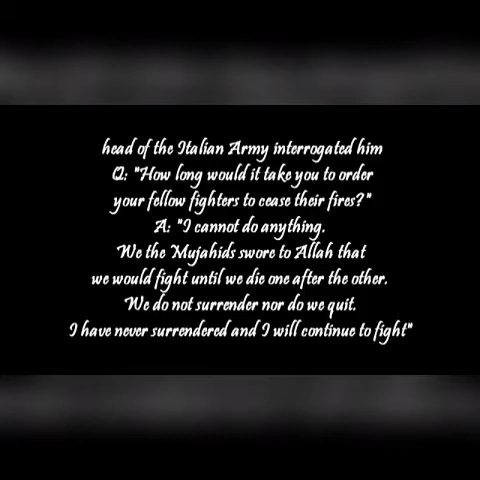 head of the Italian Army interrogated him
Q: "How long would it take you to order
your fellow fighters to cease their fires?"
A: "I cannot do anything.
We the Mujahids swore to Allah that
we would fight until we die one after the other.
We do not surrender nor do we quit.
I have never surrendered and I will continue to fight"